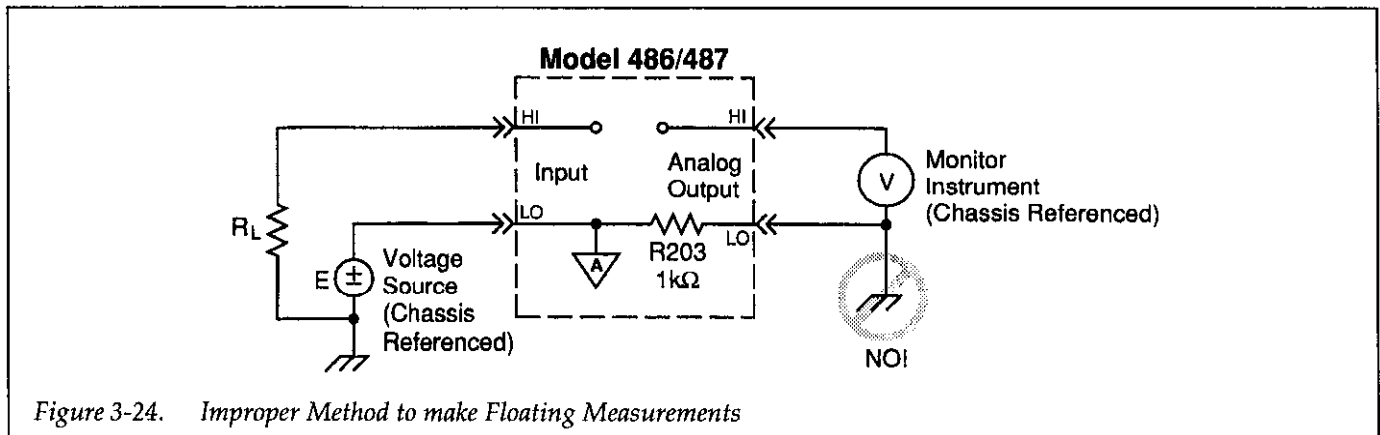 Model 486/487
HI
HI
Input
Analog
Output
Monitor
Instrument
(Chassis Referenced)
V
RL
LO
LO
R203
1kΩ
A
E
±
Voltage
Source
(Chassis
Referenced)
NO!
Figure 3-24. Improper Method to make Floating Measurements